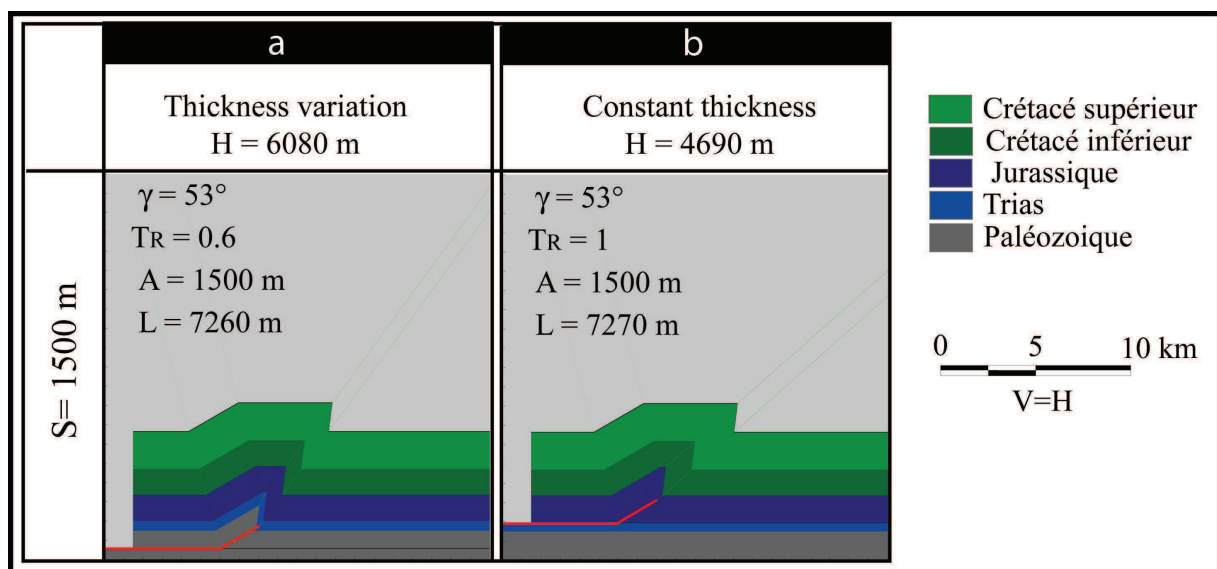 a
b
Thickness variation
H = 6080 m
Constant thickness
H = 4690 m
S= 1500 m
γ = 53°
TR = 0.6
A = 1500 m
L = 7260 m
γ = 53°
TR = 1
A = 1500 m
L = 7270 m
Crétacé supérieur
Crétacé inférieur
Jurassique
Trias
Paléozoique
0 5 10 km
V=H